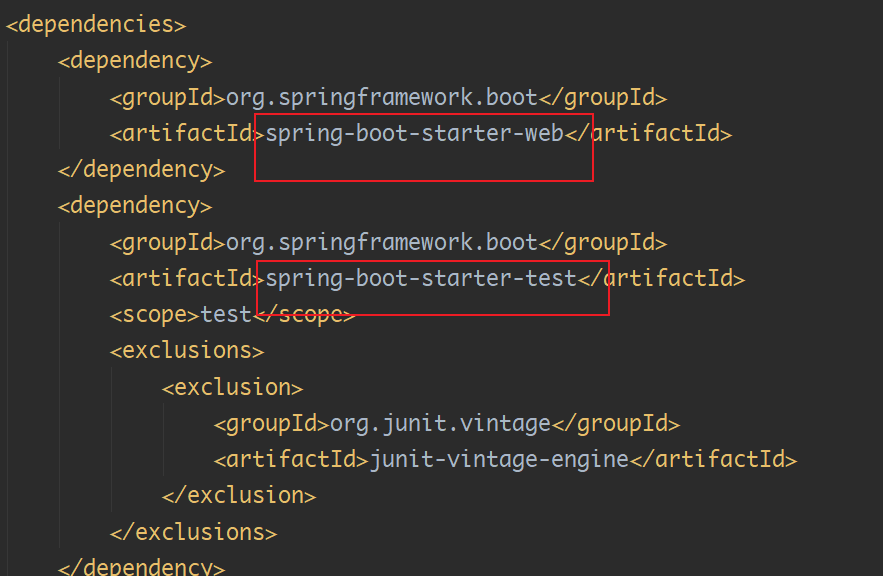 <dependencies>
<dependency>
<groupId>org.springframework.boot</groupId>
<artifactId>spring-boot-starter-web</artifactId>
</dependency>
<dependency>
<groupId>org.springframework.boot</groupId>
<artifactId>spring-boot-starter-test</artifactId>
<scope>test</scope>
<exclusions>
<exclusion>
<groupId>org.junit.vintage</groupId>
<artifactId>junit-vintage-engine</artifactId>
</exclusion>
</exclusions>
</dependency>